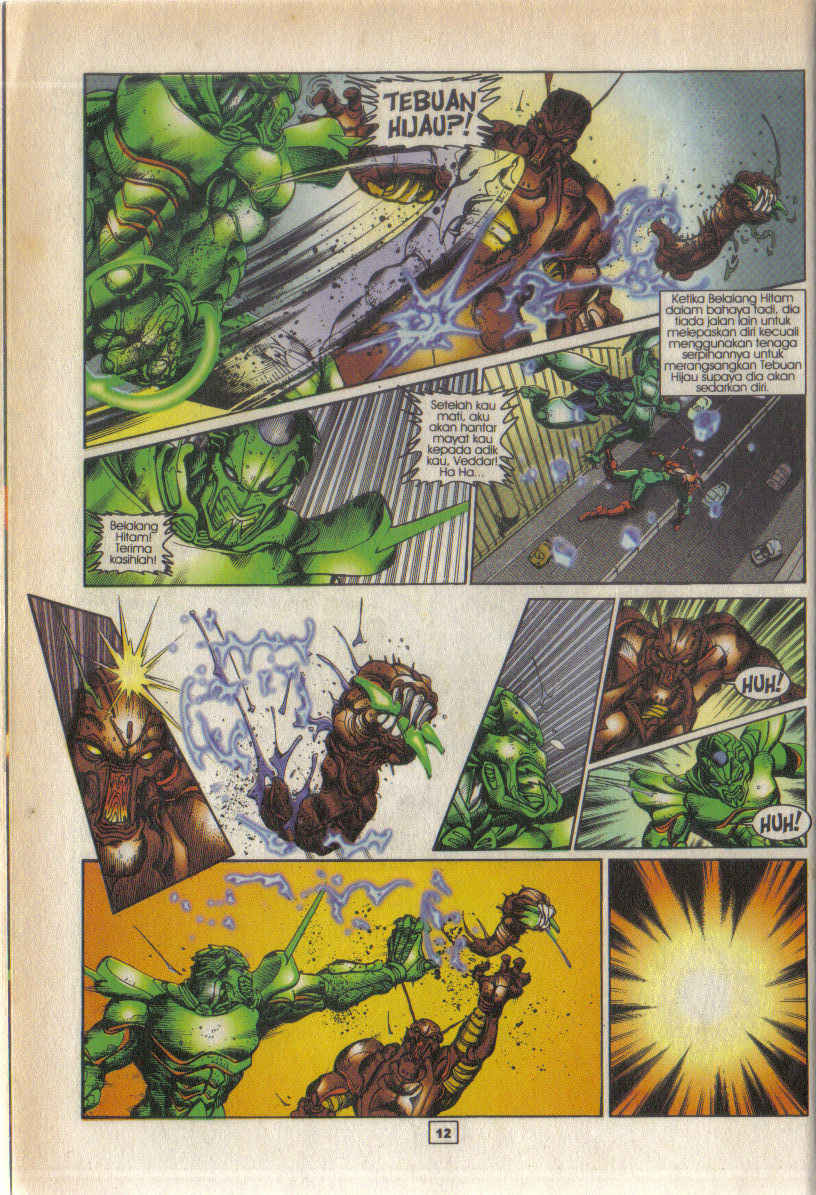 TEBUAN
HIJAU?!
Ketika Belalang Hitam
dalam bahaya tadi, dia
tiada jalan lain untuk
melepaskan diri kecuali
menggunakan tenaga
serpihannya untuk
merangsangkan Tebuan
Hijau supaya dia akan
sedarkan diri.
Setelah kau
mati, aku
akan hantar
mayat kau
kepada adik
kau, Veddar!
Ha Ha...
Belalang
Hitam!
Terima
kasihlah!
HUH!
HUH!
12